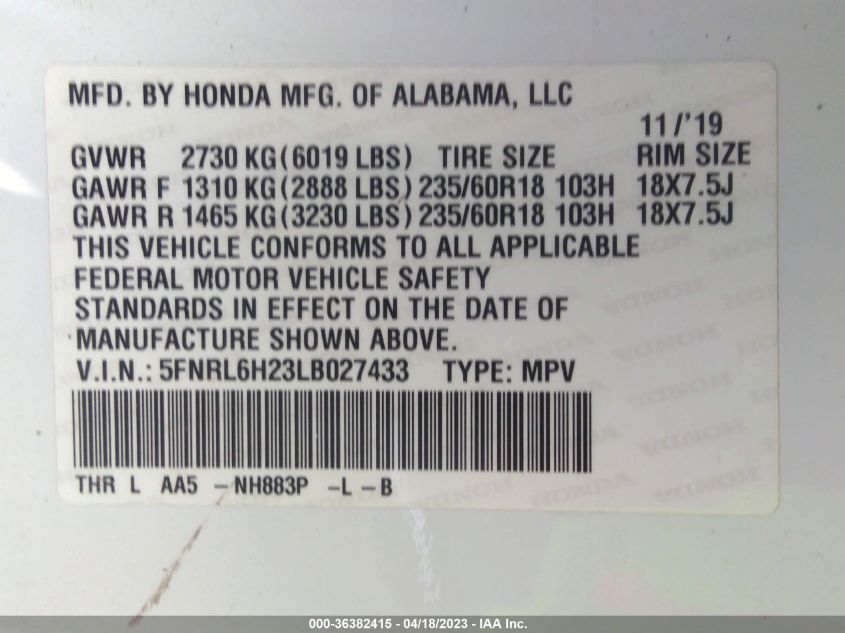 MFD. BY HONDA MFG. OF ALABAMA, LLC
11/'19
GVWR 2730 KG (6019 LBS) TIRE SIZE RIM SIZE
GAWR F 1310 KG (2888 LBS) 235/60R18 103H 18X7.5J
GAWR R 1465 KG (3230 LBS) 235/60R18 103H 18X7.5J
THIS VEHICLE CONFORMS TO ALL APPLICABLE
FEDERAL MOTOR VEHICLE SAFETY
STANDARDS IN EFFECT ON THE DATE OF
MANUFACTURE SHOWN ABOVE.
V.I.N.: 5FNRL6H23LB027433 TYPE: MPV
THR L AA5 -NH883P -L -B
HONDA HONDA
000-36382415 - 04/18/2023 - IAA Inc.